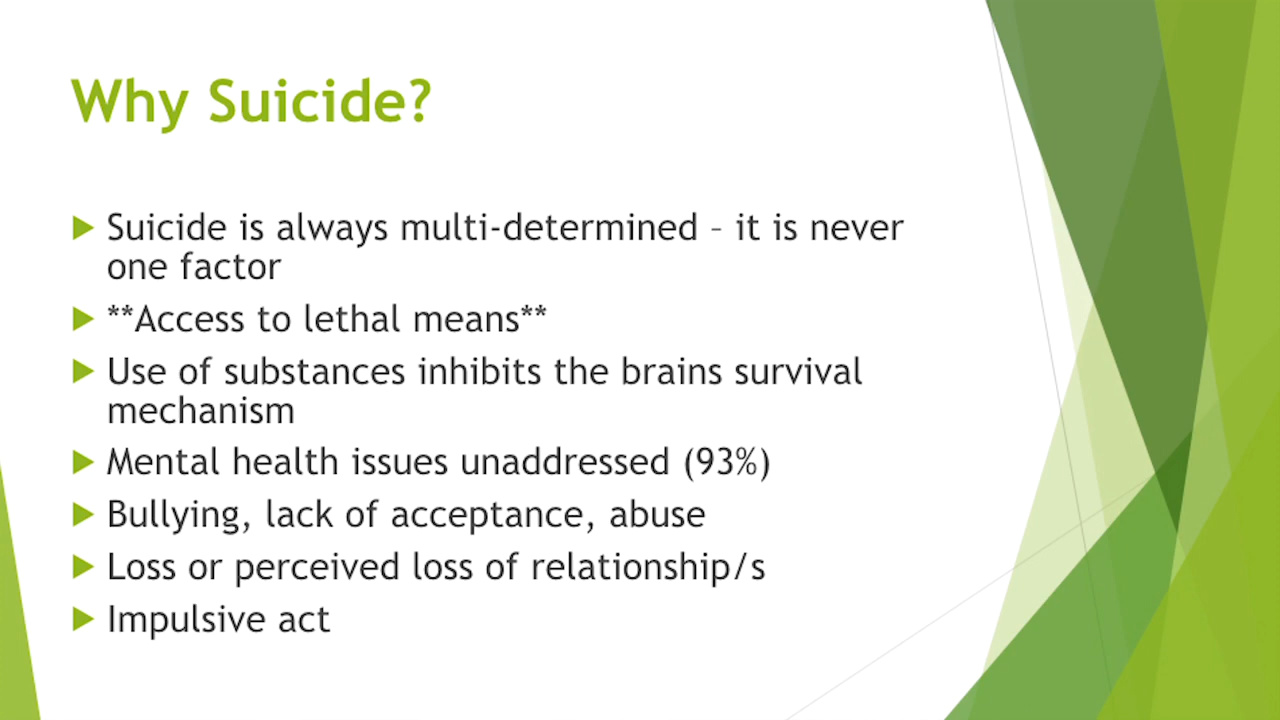 Why Suicide?
Suicide is always multi-determined – it is never
one factor
**Access to lethal means**
Use of substances inhibits the brains survival
mechanism
Mental health issues unaddressed (93%)
Bullying, lack of acceptance, abuse
Loss or perceived loss of relationship/s
Impulsive act